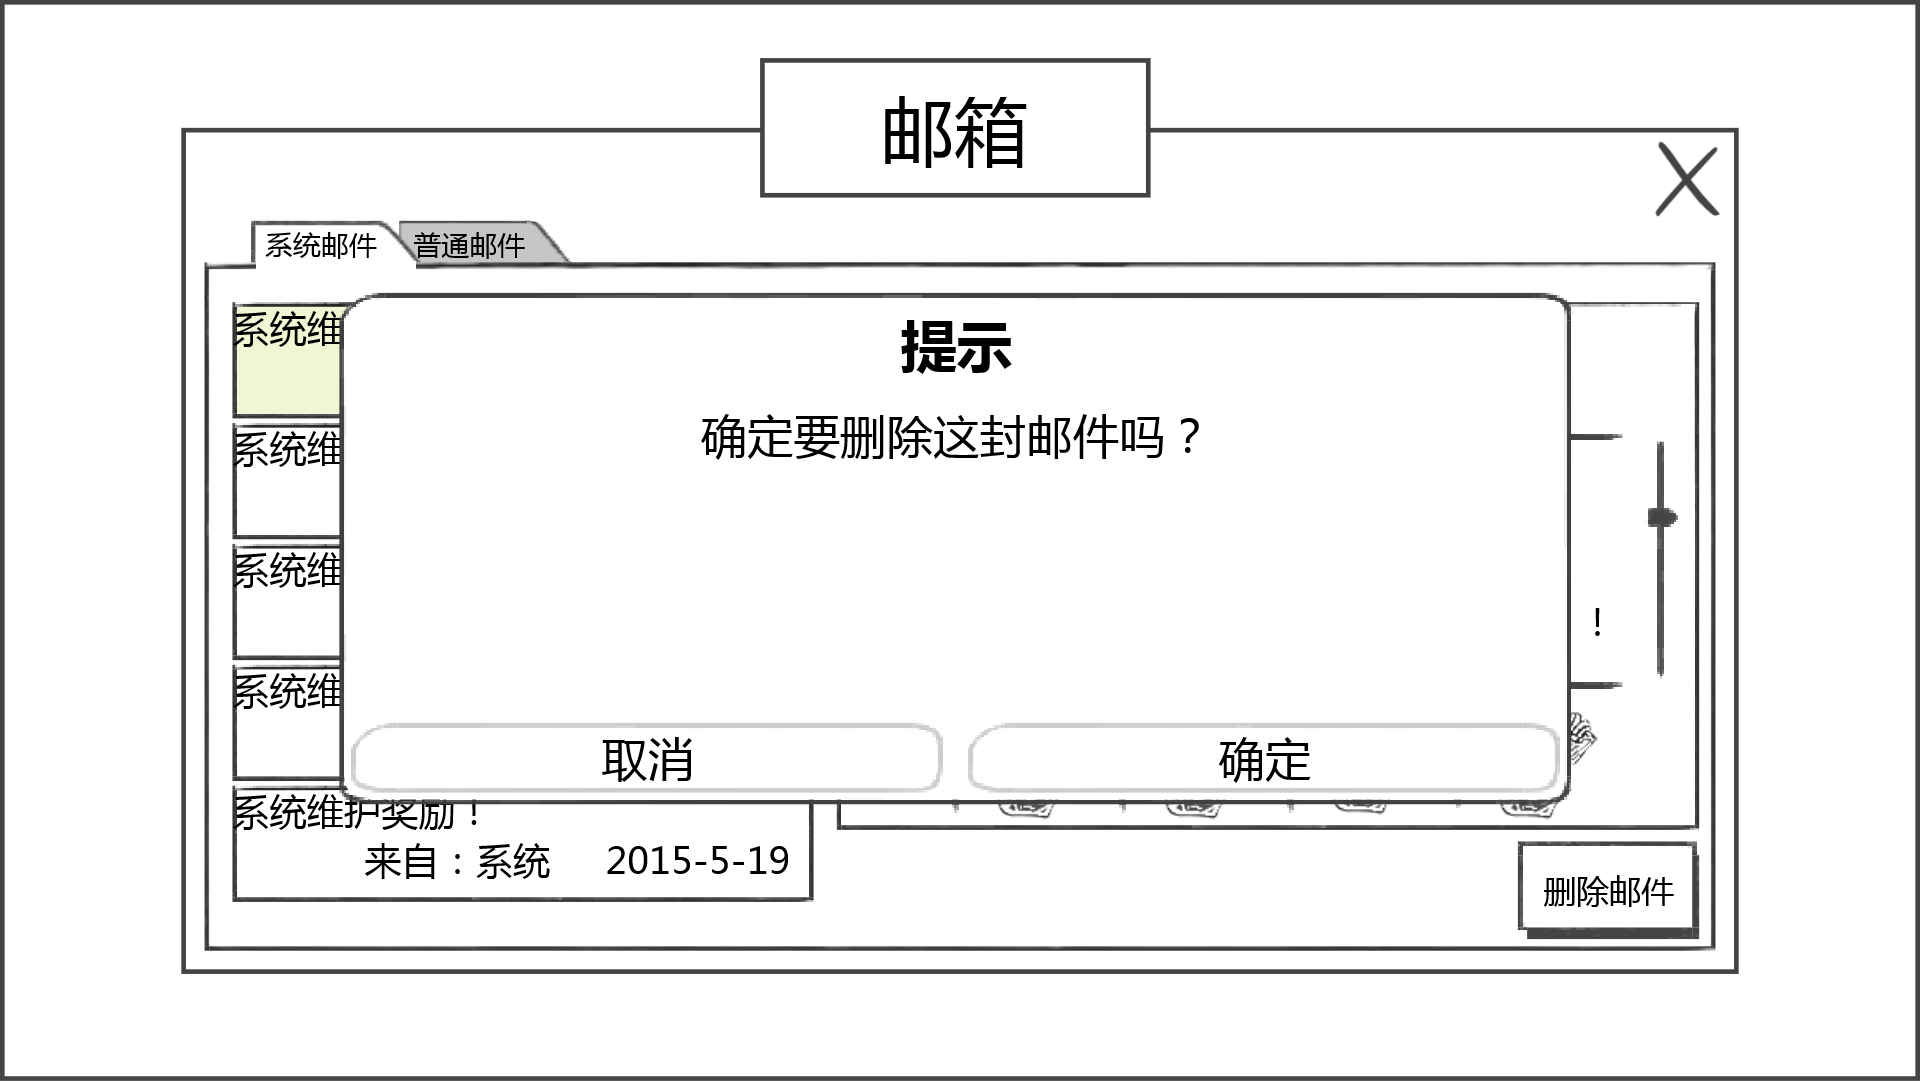 邮箱
系统邮件
普通邮件
系统维
提示
确定要删除这封邮件吗？
系统维
系统维
！
系统维
取消
确定
系统维护奖励！
来自：系统 2015-5-19
删除邮件